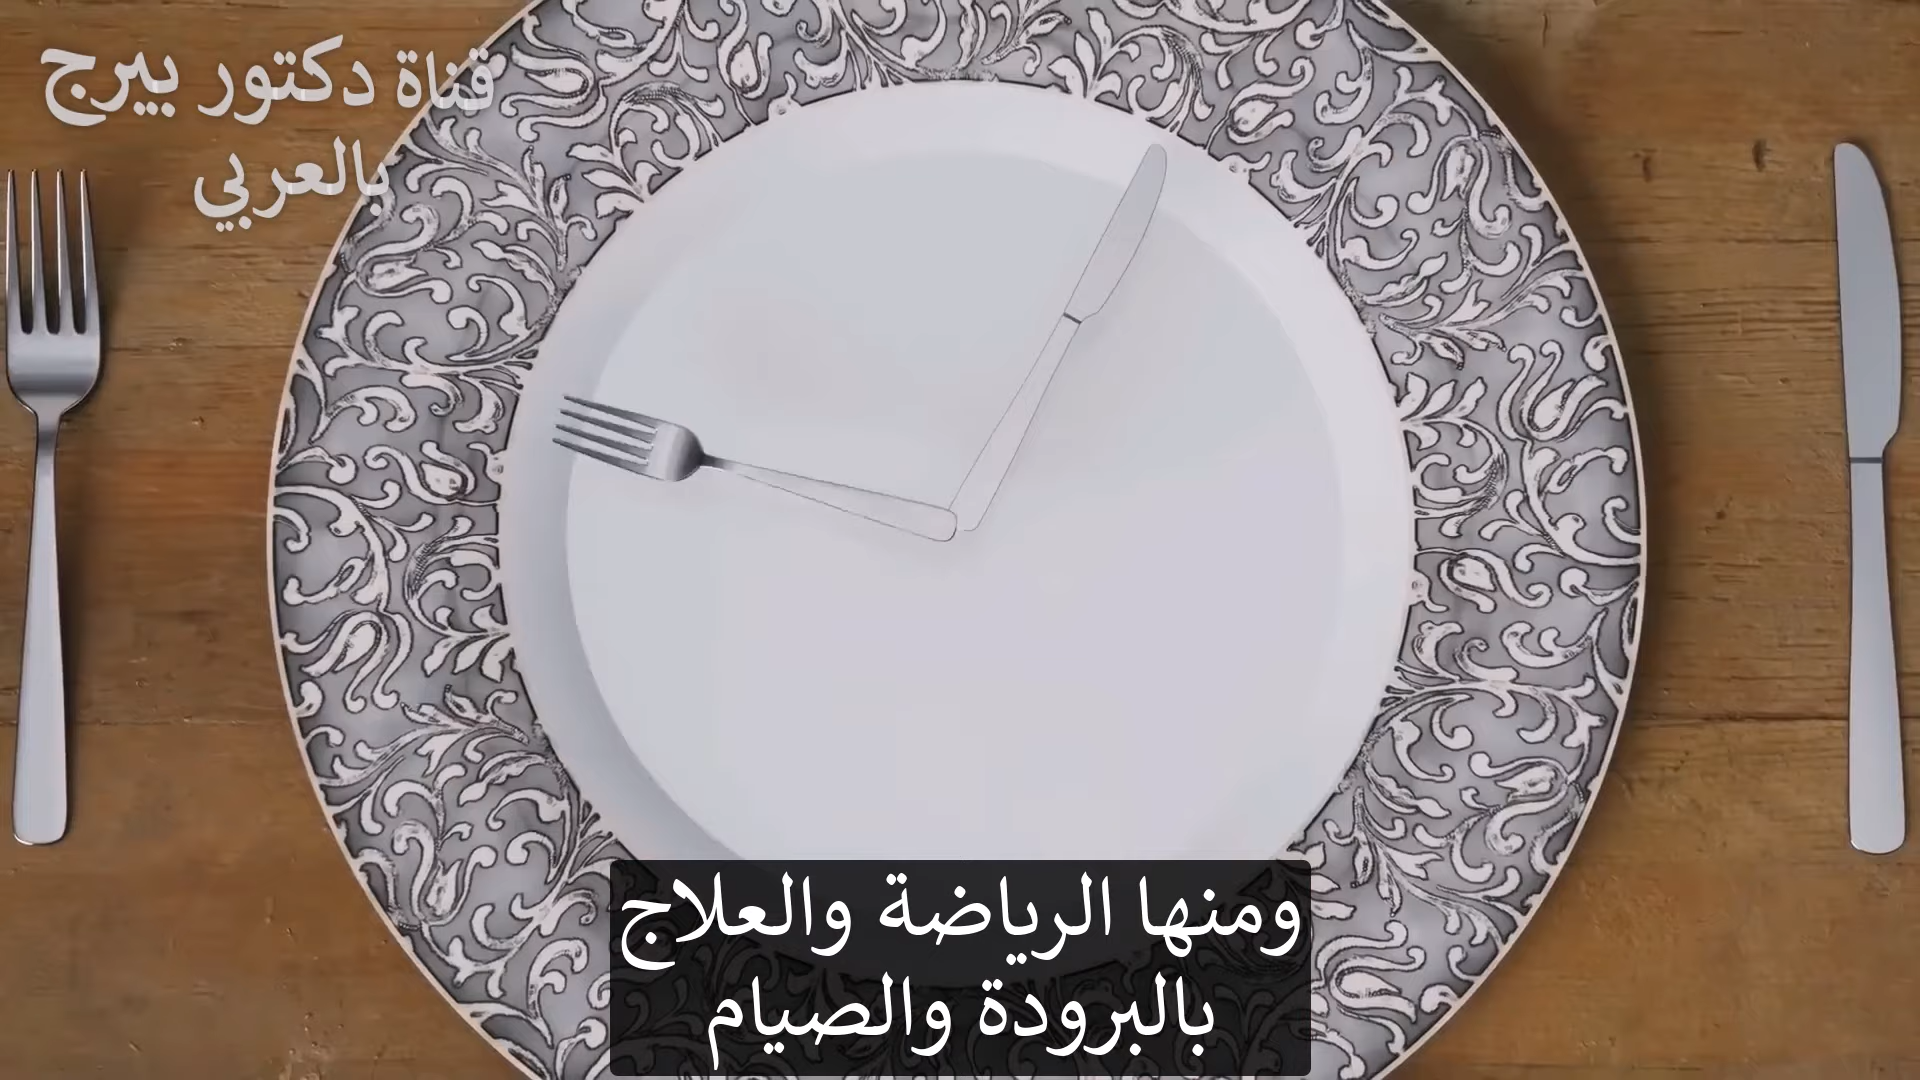 قناة دكتور بيرج
بالعربي
ومنها الرياضة والعلاج
بالبرودة والصيام